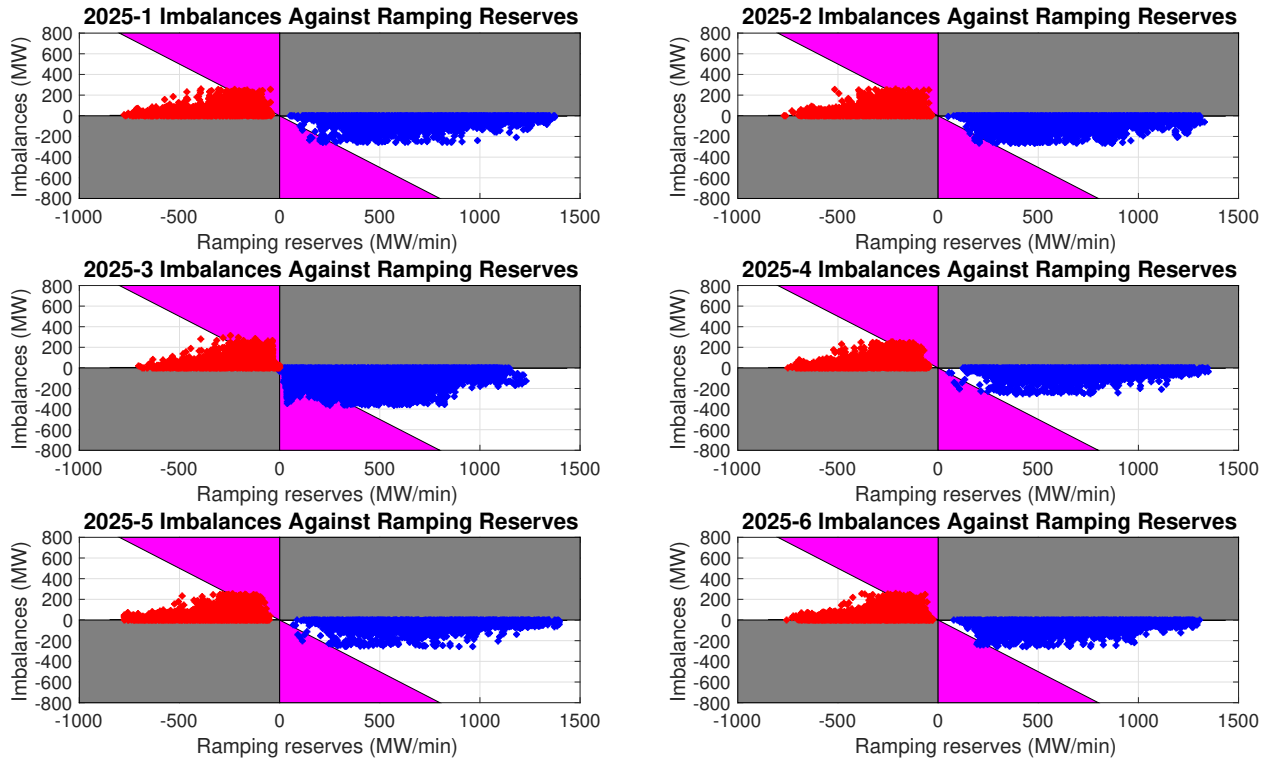 2025-1 Imbalances Against Ramping Reserves
800
600
400
200
0
-200
-400
-600
-800
Imbalances (MW)
-1000 -500 0 500 1000 1500
Ramping reserves (MW/min)
2025-2 Imbalances Against Ramping Reserves
800
600
400
200
0
-200
-400
-600
-800
Imbalances (MW)
-1000 -500 0 500 1000 1500
Ramping reserves (MW/min)
2025-3 Imbalances Against Ramping Reserves
800
600
400
200
0
-200
-400
-600
-800
Imbalances (MW)
-1000 -500 0 500 1000 1500
Ramping reserves (MW/min)
2025-4 Imbalances Against Ramping Reserves
800
600
400
200
0
-200
-400
-600
-800
Imbalances (MW)
-1000 -500 0 500 1000 1500
Ramping reserves (MW/min)
2025-5 Imbalances Against Ramping Reserves
800
600
400
200
0
-200
-400
-600
-800
Imbalances (MW)
-1000 -500 0 500 1000 1500
Ramping reserves (MW/min)
2025-6 Imbalances Against Ramping Reserves
800
600
400
200
0
-200
-400
-600
-800
Imbalances (MW)
-1000 -500 0 500 1000 1500
Ramping reserves (MW/min)